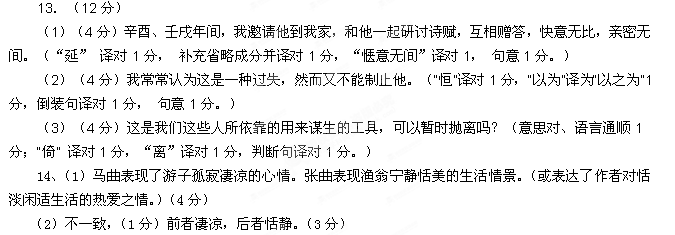 13. （12 分）
（1）（4 分）辛酉、壬戌年间，我邀请他到我家，和他一起研讨诗赋，互相赠答，快意无比，亲密无
间。（“延” 译对 1 分， 补充省略成分并译对 1 分，“惬意无间”译对 1， 句意 1 分。）
（2）（4 分）我常常认为这是一种过失，然而又不能制止他。（"恒"译对 1 分，"以为"译为"以之为"1
分，倒装句译对 1 分， 句意 1 分。）
（3）（4 分）这是我们这些人所依靠的用来谋生的工具，可以暂时抛离吗？（意思对、语言通顺 1
分；"倚" 译对 1 分，“离”译对 1 分，判断句译对 1 分。）
14、（1）马曲表现了游子孤寂凄凉的心情。张曲表现渔翁宁静恬美的生活情景。（或表达了作者对恬
淡闲适生活的热爱之情。）（4 分）
（2）不一致，（1 分）前者凄凉，后者恬静。（3 分）